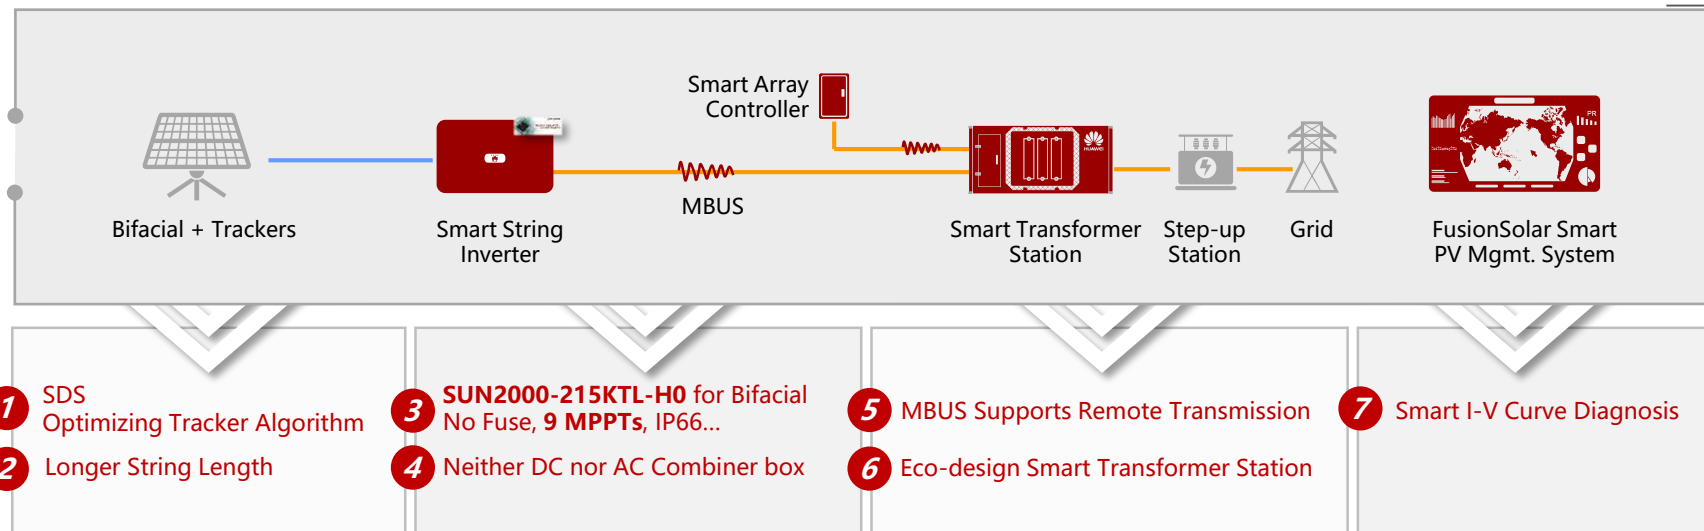 Smart Array
Controller
HUAWEI
PR
MBUS
Bifacial + Trackers
Smart String
Inverter
Smart Transformer
Station
Step-up
Station
Grid
FusionSolar Smart
PV Mgmt. System
1 SDS
Optimizing Tracker Algorithm
2 Longer String Length
3 SUN2000-215KTL-H0 for Bifacial
No Fuse, 9 MPPTs, IP66...
4 Neither DC nor AC Combiner box
5 MBUS Supports Remote Transmission
6 Eco-design Smart Transformer Station
7 Smart I-V Curve Diagnosis